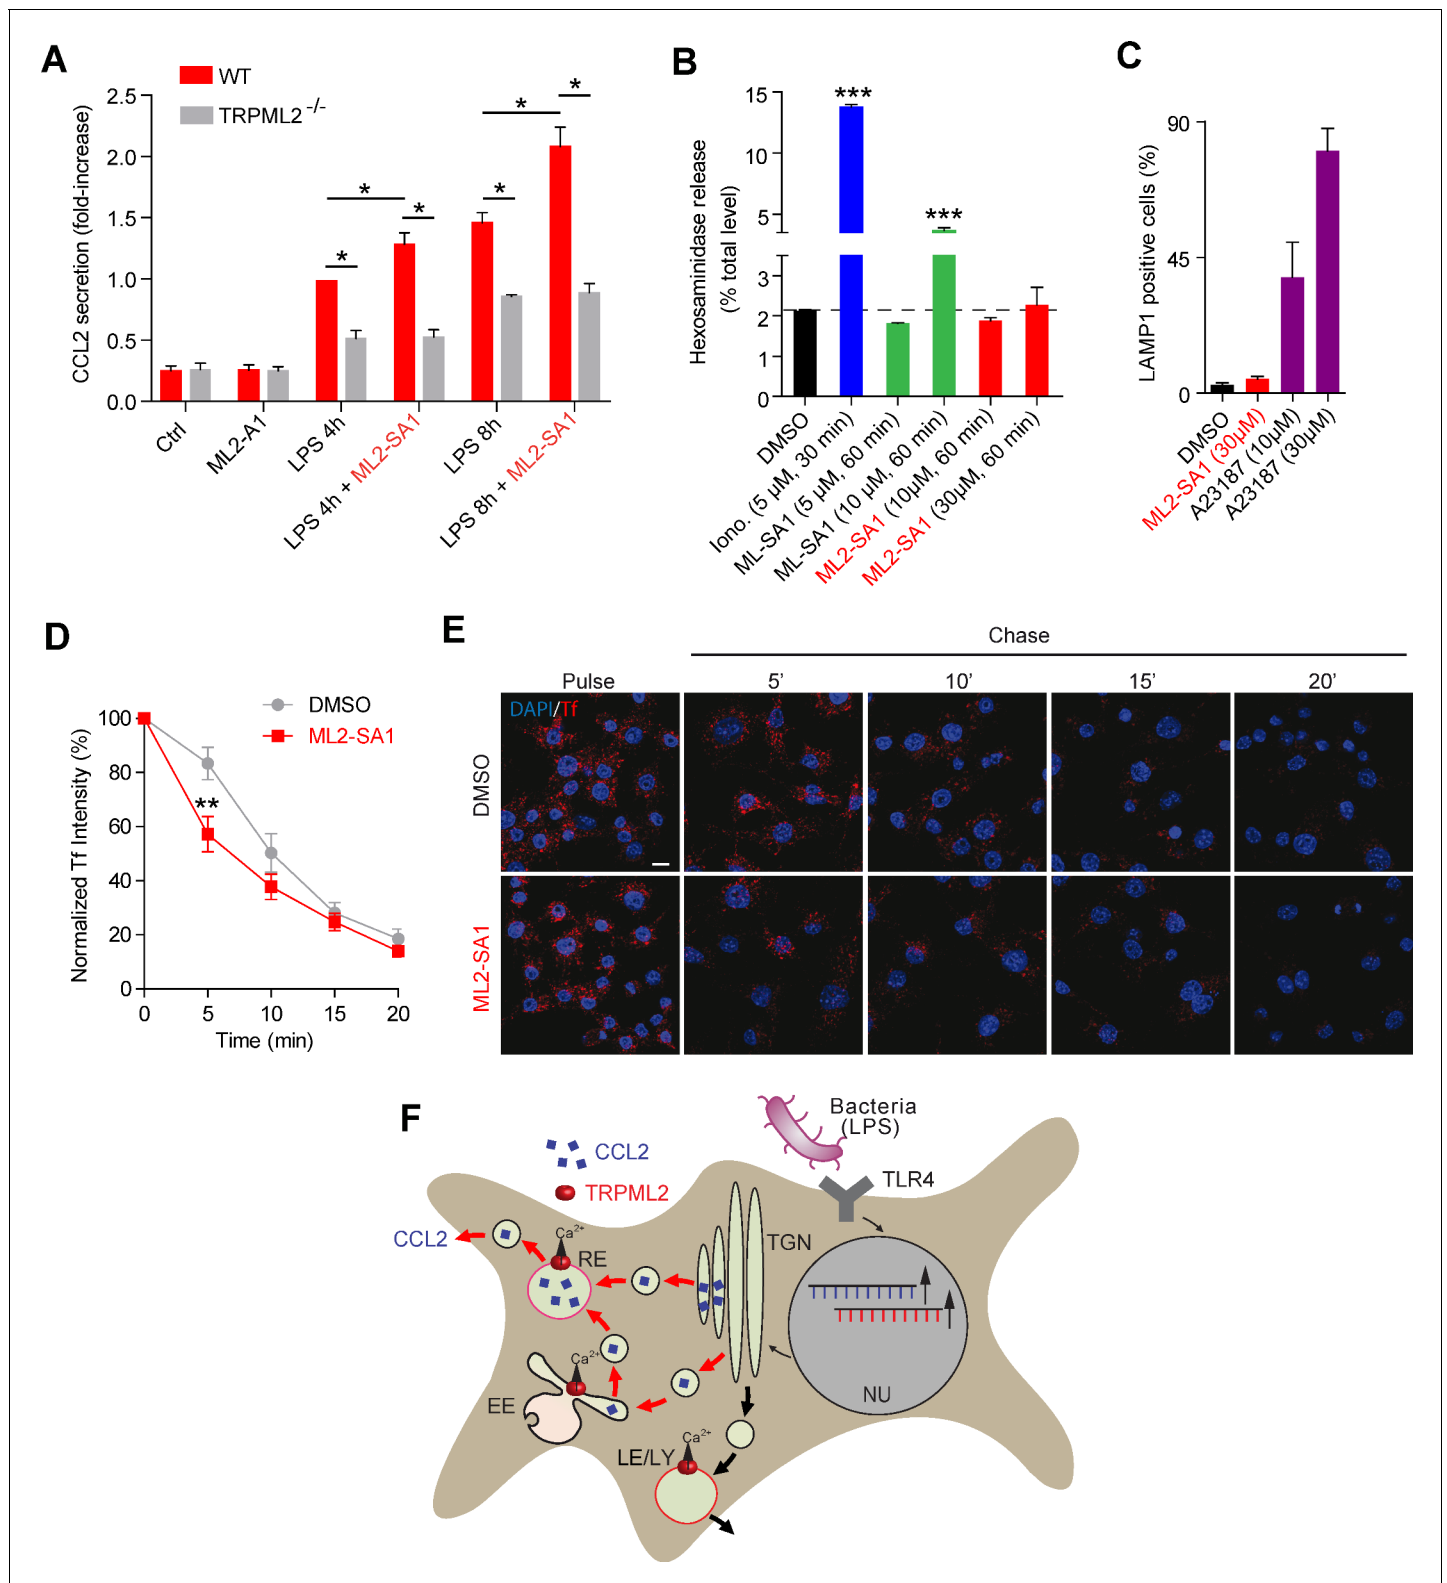 A
WT
TRPML2 -/-
CCL2 secretion (fold-increase)
2.5
2.0
1.5
1.0
0.5
0.0
*
*
*
*
*
*
*
Ctrl
ML2-A1
LPS 4h
LPS 4h + ML2-SA1
LPS 8h
LPS 8h + ML2-SA1
B
Hexosaminidase release
(% total level)
15
10
5
3
2
1
0
***
***
DMSO
Iono. (5 µM, 30 min)
ML-SA1 (5 µM, 60 min)
ML-SA1 (10 µM, 60 min)
ML2-SA1 (10µM, 60 min)
ML2-SA1 (30µM, 60 min)
C
LAMP1 positive cells (%)
90
45
0
DMSO
ML2-SA1 (30µM)
A23187 (10µM)
A23187 (30µM)
D
DMSO
ML2-SA1
Normalized Tf Intensity (%)
100
80
60
40
20
0
**
0 5 10 15 20
Time (min)
E
Chase
Pulse 5’ 10’ 15’ 20’
DAPI/Tf
DMSO
ML2-SA1
F
Bacteria
(LPS)
CCL2
TRPML2
TLR4
CCL2
Ca2+
RE
TGN
Ca2+
EE
NU
Ca2+
LE/LY